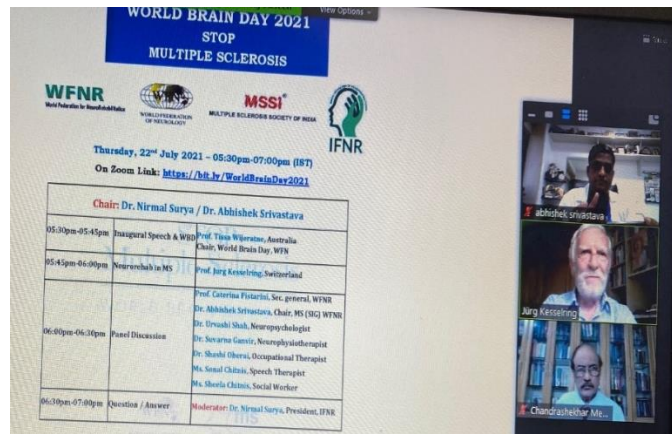 View Options
WORLD BRAIN DAY 2021
STOP
MULTIPLE SCLEROSIS
WFNR
World Federation for NeuroRehabilitation
WORLD FEDERATION
OF NEUROLOGY
MSSI
MULTIPLE SCLEROSIS SOCIETY OF INDIA
IFNR
Thursday, 22nd July 2021 – 05:30pm-07:00pm (IST)
On Zoom Link: https://bit.ly/WorldBrainDay2021
Chair: Dr. Nirmal Surya / Dr. Abhishek Srivastava
05:30pm-05:45pm Inaugural Speech & WBD Prof. Tissa Wijeratne, Australia
Chair, World Brain Day, WFN
05:45pm-06:00pm Neurorehab in MS Prof. Jurg Kesselring, Switzerland
Prof. Caterina Pistarini, Sec. general, WFNR
Dr. Abhishek Srivastava, Chair, MS (SIG) WFNR
Dr. Urvashi Shah, Neuropsychologist
06:00pm-06:30pm Panel Discussion Dr. Suvarna Ganvir, Neurophysiotherapist
Dr. Shashi Oberai, Occupational Therapist
Ms. Sonal Chitnis, Speech Therapist
Ms. Sheela Chitnis, Social Worker
06:30pm-07:00pm Question / Answer Moderator: Dr. Nirmal Surya, President, IFNR
abhishek srivastava
Jürg Kesselring
Chandrashekhar Me...